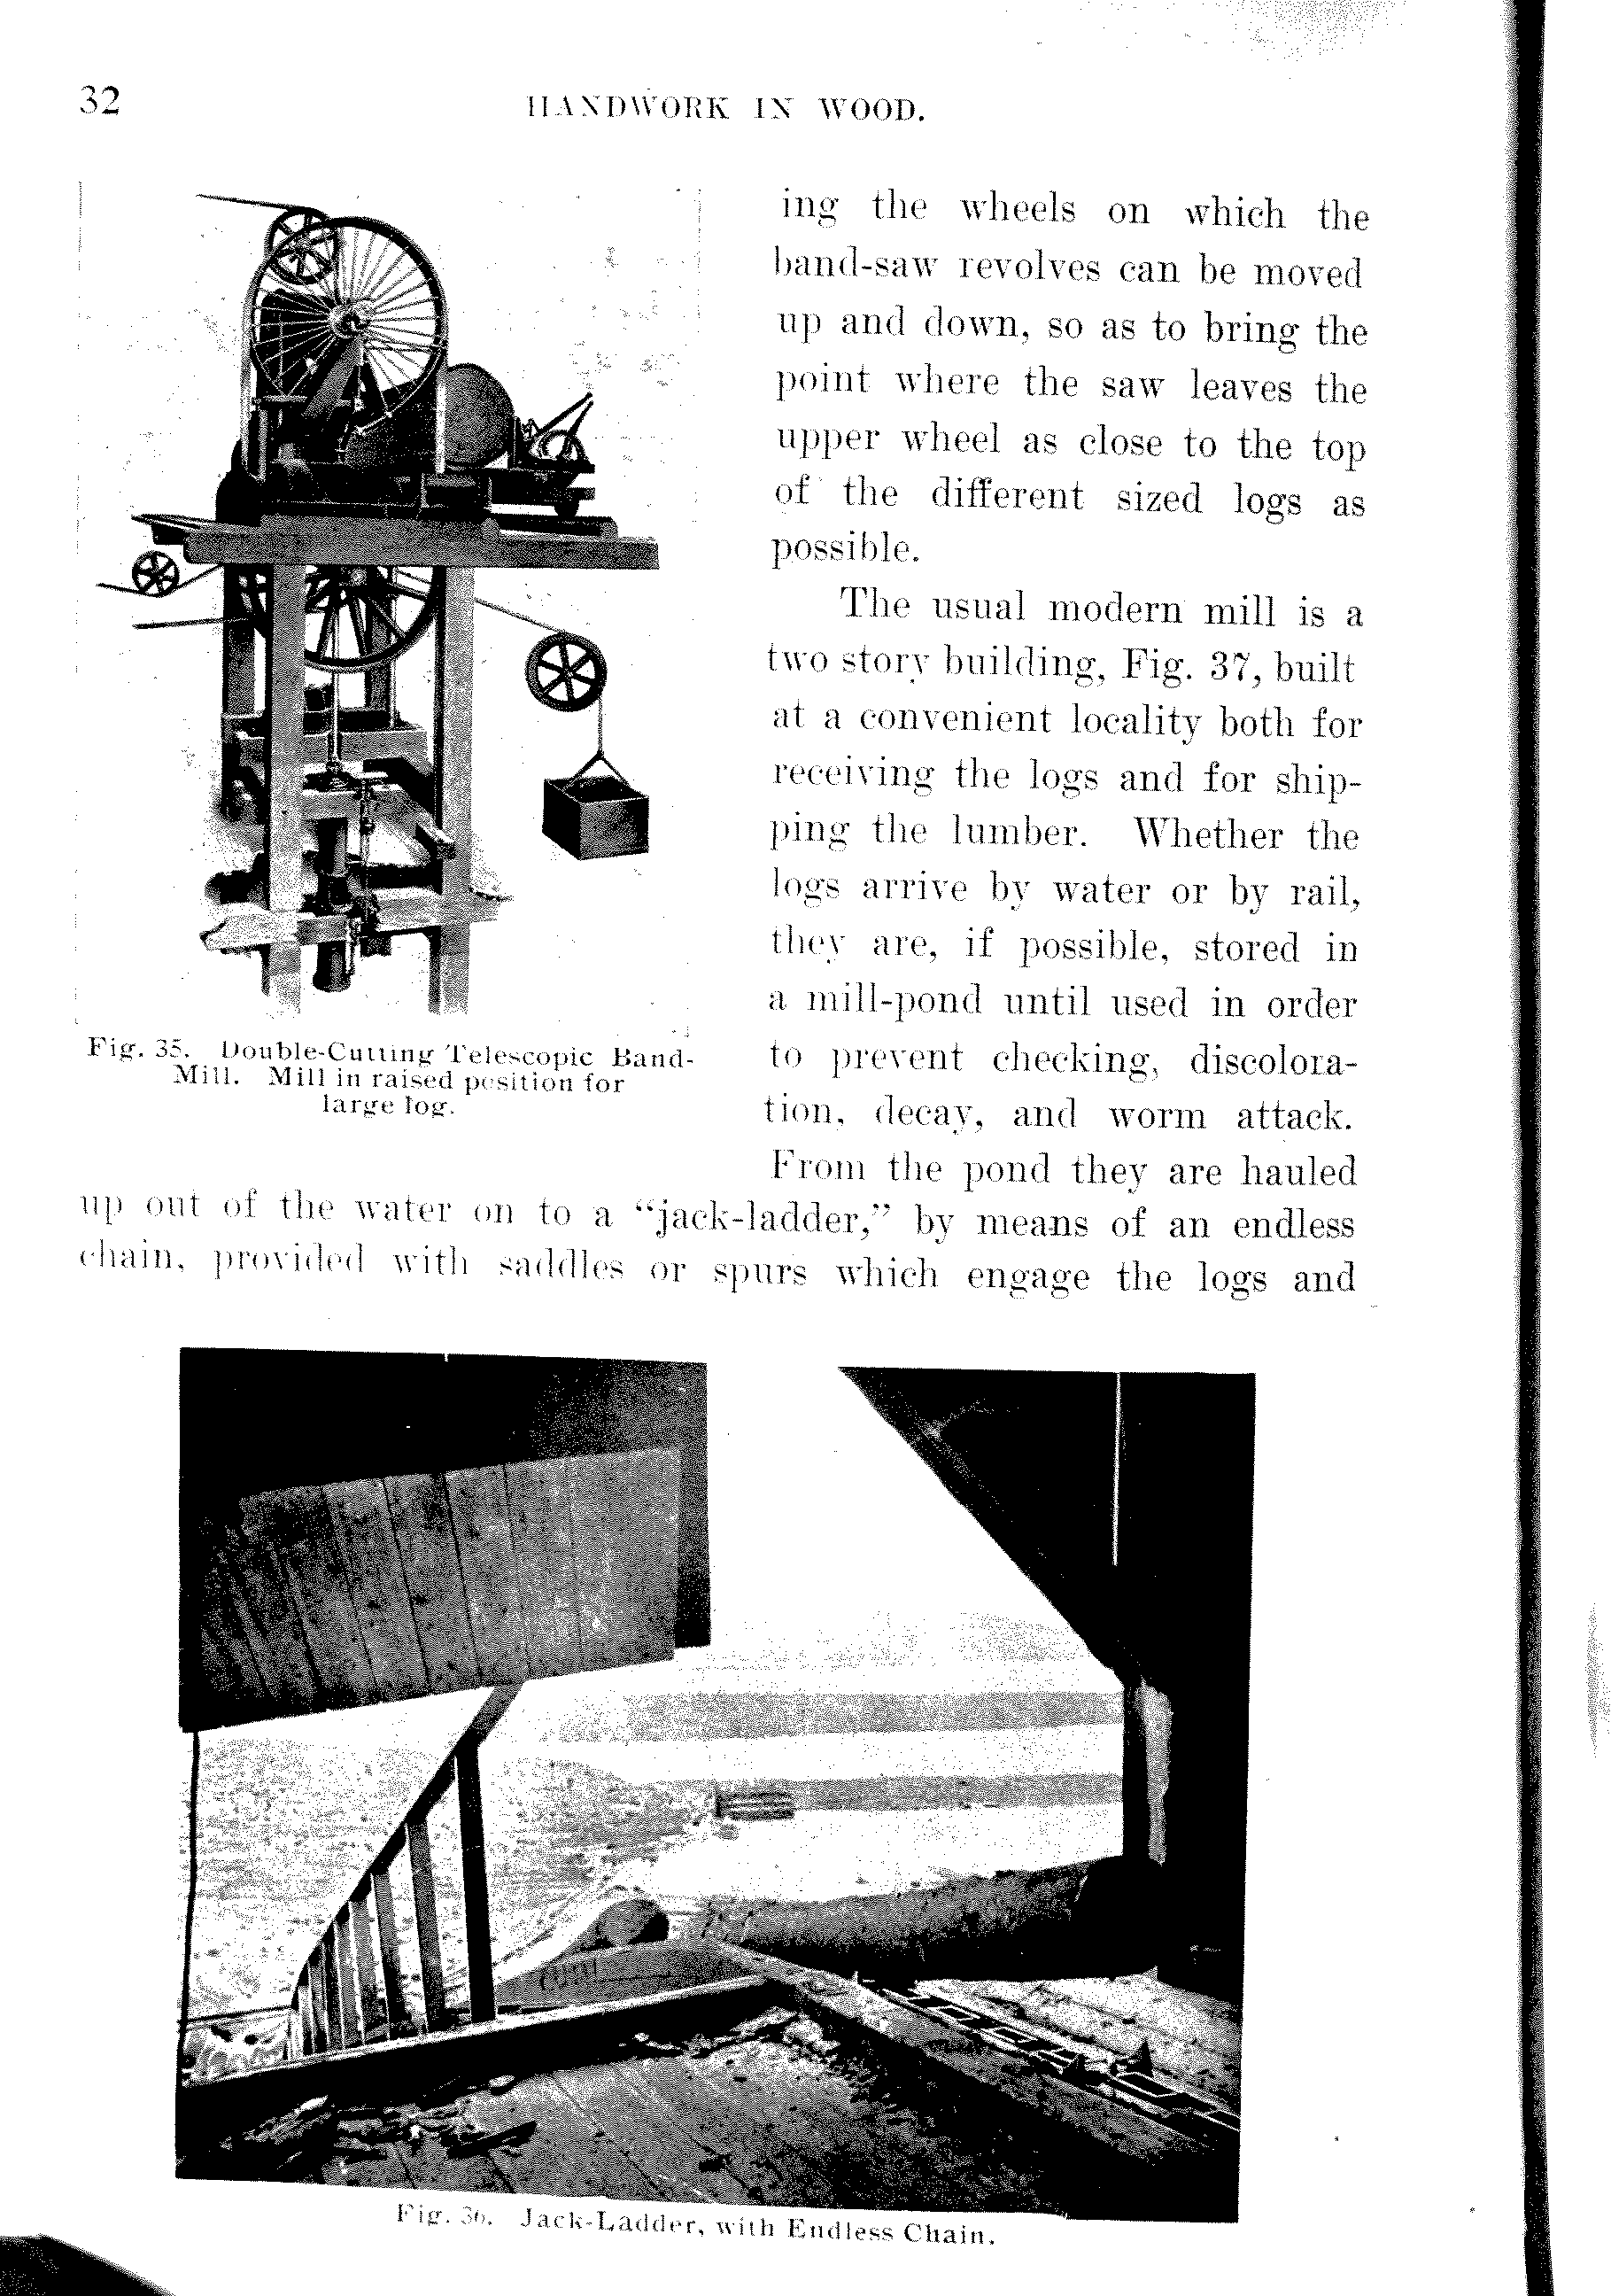 32
HANDWORK IN WOOD.
ing the wheels on which the
band-saw revolves can be moved
up and down, so as to bring the
point where the saw leaves the
upper wheel as close to the top
of the different sized logs as
possible.
The usual modern mill is a
two story building, Fig. 37, built
at a convenient locality both for
receiving the logs and for ship-
ping the lumber. Whether the
logs arrive by water or by rail,
they are, if possible, stored in
a mill-pond until used in order
to prevent checking, discolora-
tion, decay, and worm attack.
From the pond they are hauled
Fig. 35. Double-Cutting Telescopic Band-
Mill. Mill in raised position for
large log.
up out of the water on to a “jack-ladder,” by means of an endless
chain, provided with saddles or spurs which engage the logs and
Fig. 36. Jack-Ladder, with Endless Chain.